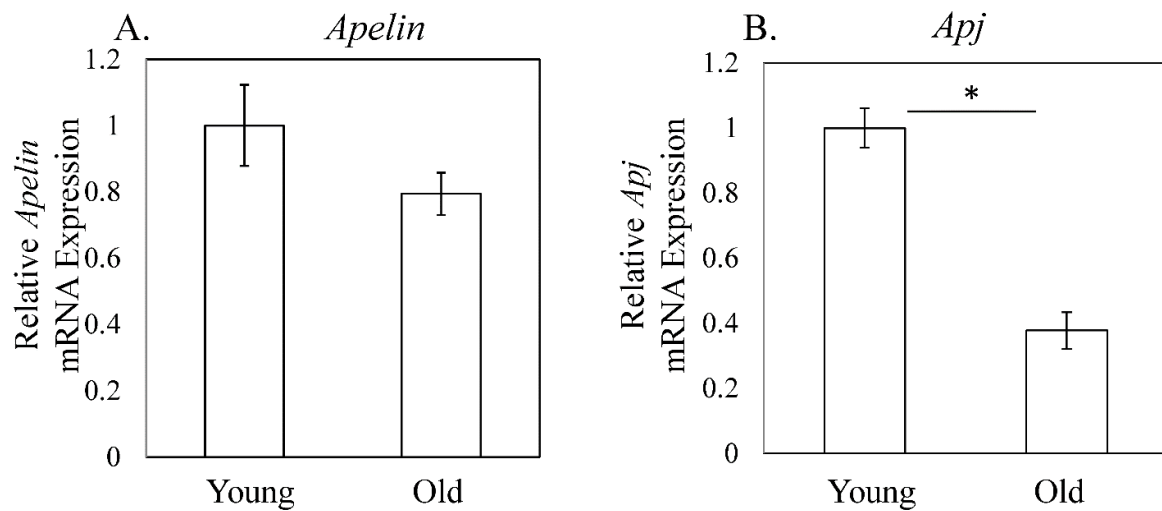 A.
Apelin
Relative Apelin
mRNA Expression
1.2
1
0.8
0.6
0.4
0.2
0
Young Old
B.
Apj
Relative Apj
mRNA Expression
1.2
1
0.8
0.6
0.4
0.2
0
*
Young Old